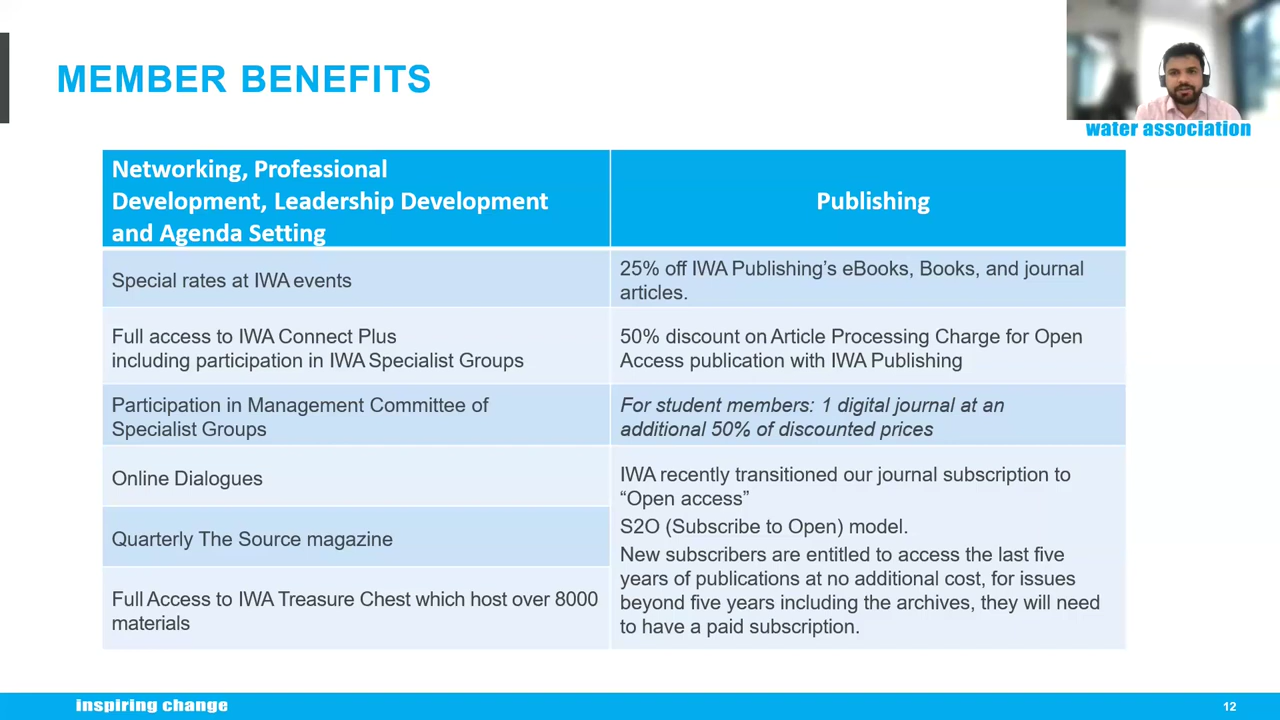 MEMBER BENEFITS
water association
Networking, Professional
Development, Leadership Development
and Agenda Setting
Publishing
Special rates at IWA events
25% off IWA Publishing’s eBooks, Books, and journal
articles.
Full access to IWA Connect Plus
including participation in IWA Specialist Groups
50% discount on Article Processing Charge for Open
Access publication with IWA Publishing
Participation in Management Committee of
Specialist Groups
For student members: 1 digital journal at an
additional 50% of discounted prices
Online Dialogues
Quarterly The Source magazine
Full Access to IWA Treasure Chest which host over 8000
materials
IWA recently transitioned our journal subscription to
“Open access”
S2O (Subscribe to Open) model.
New subscribers are entitled to access the last five
years of publications at no additional cost, for issues
beyond five years including the archives, they will need
to have a paid subscription.
inspiring change
12